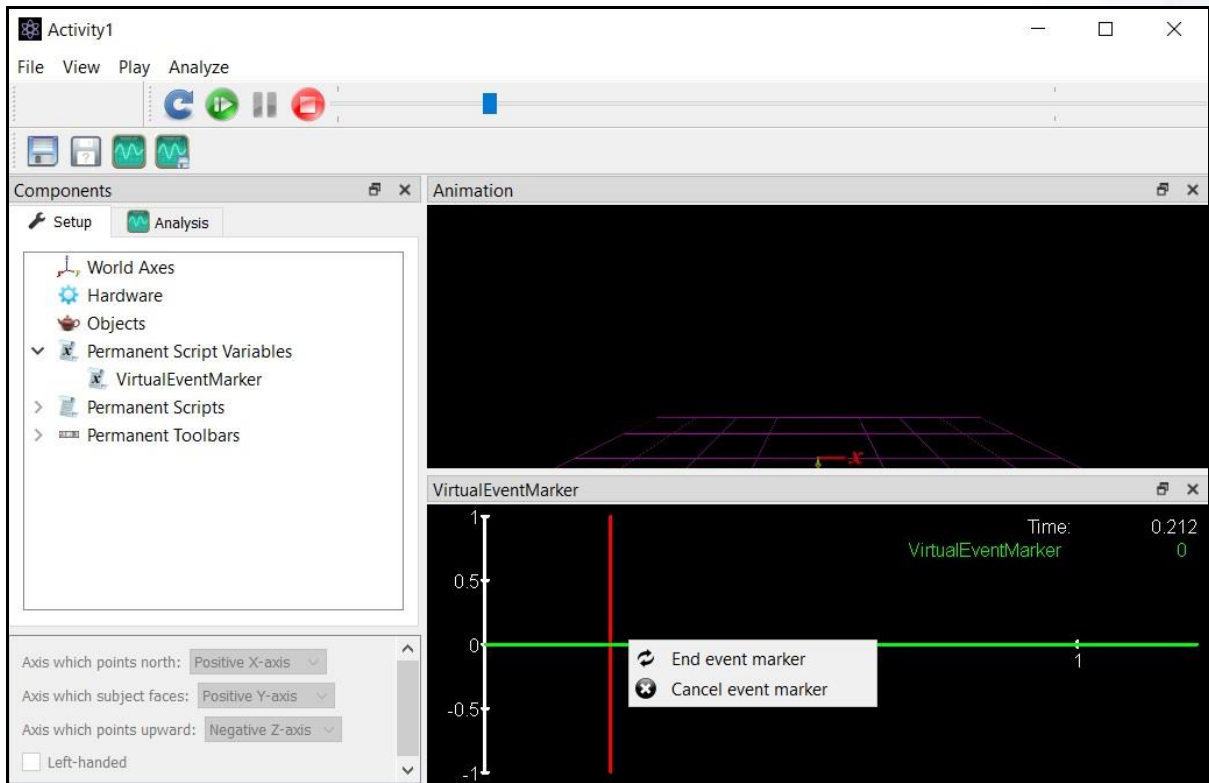 Activity1
File View Play Analyze
Components
Animation
Setup
Analysis
World Axes
Hardware
Objects
Permanent Script Variables
VirtualEventMarker
Permanent Scripts
Permanent Toolbars
x
VirtualEventMarker
1
Time: 0.212
VirtualEventMarker 0
0.5
0
1
-0.5
-1
End event marker
Cancel event marker
Axis which points north: Positive X-axis
Axis which subject faces: Positive Y-axis
Axis which points upward: Negative Z-axis
Left-handed